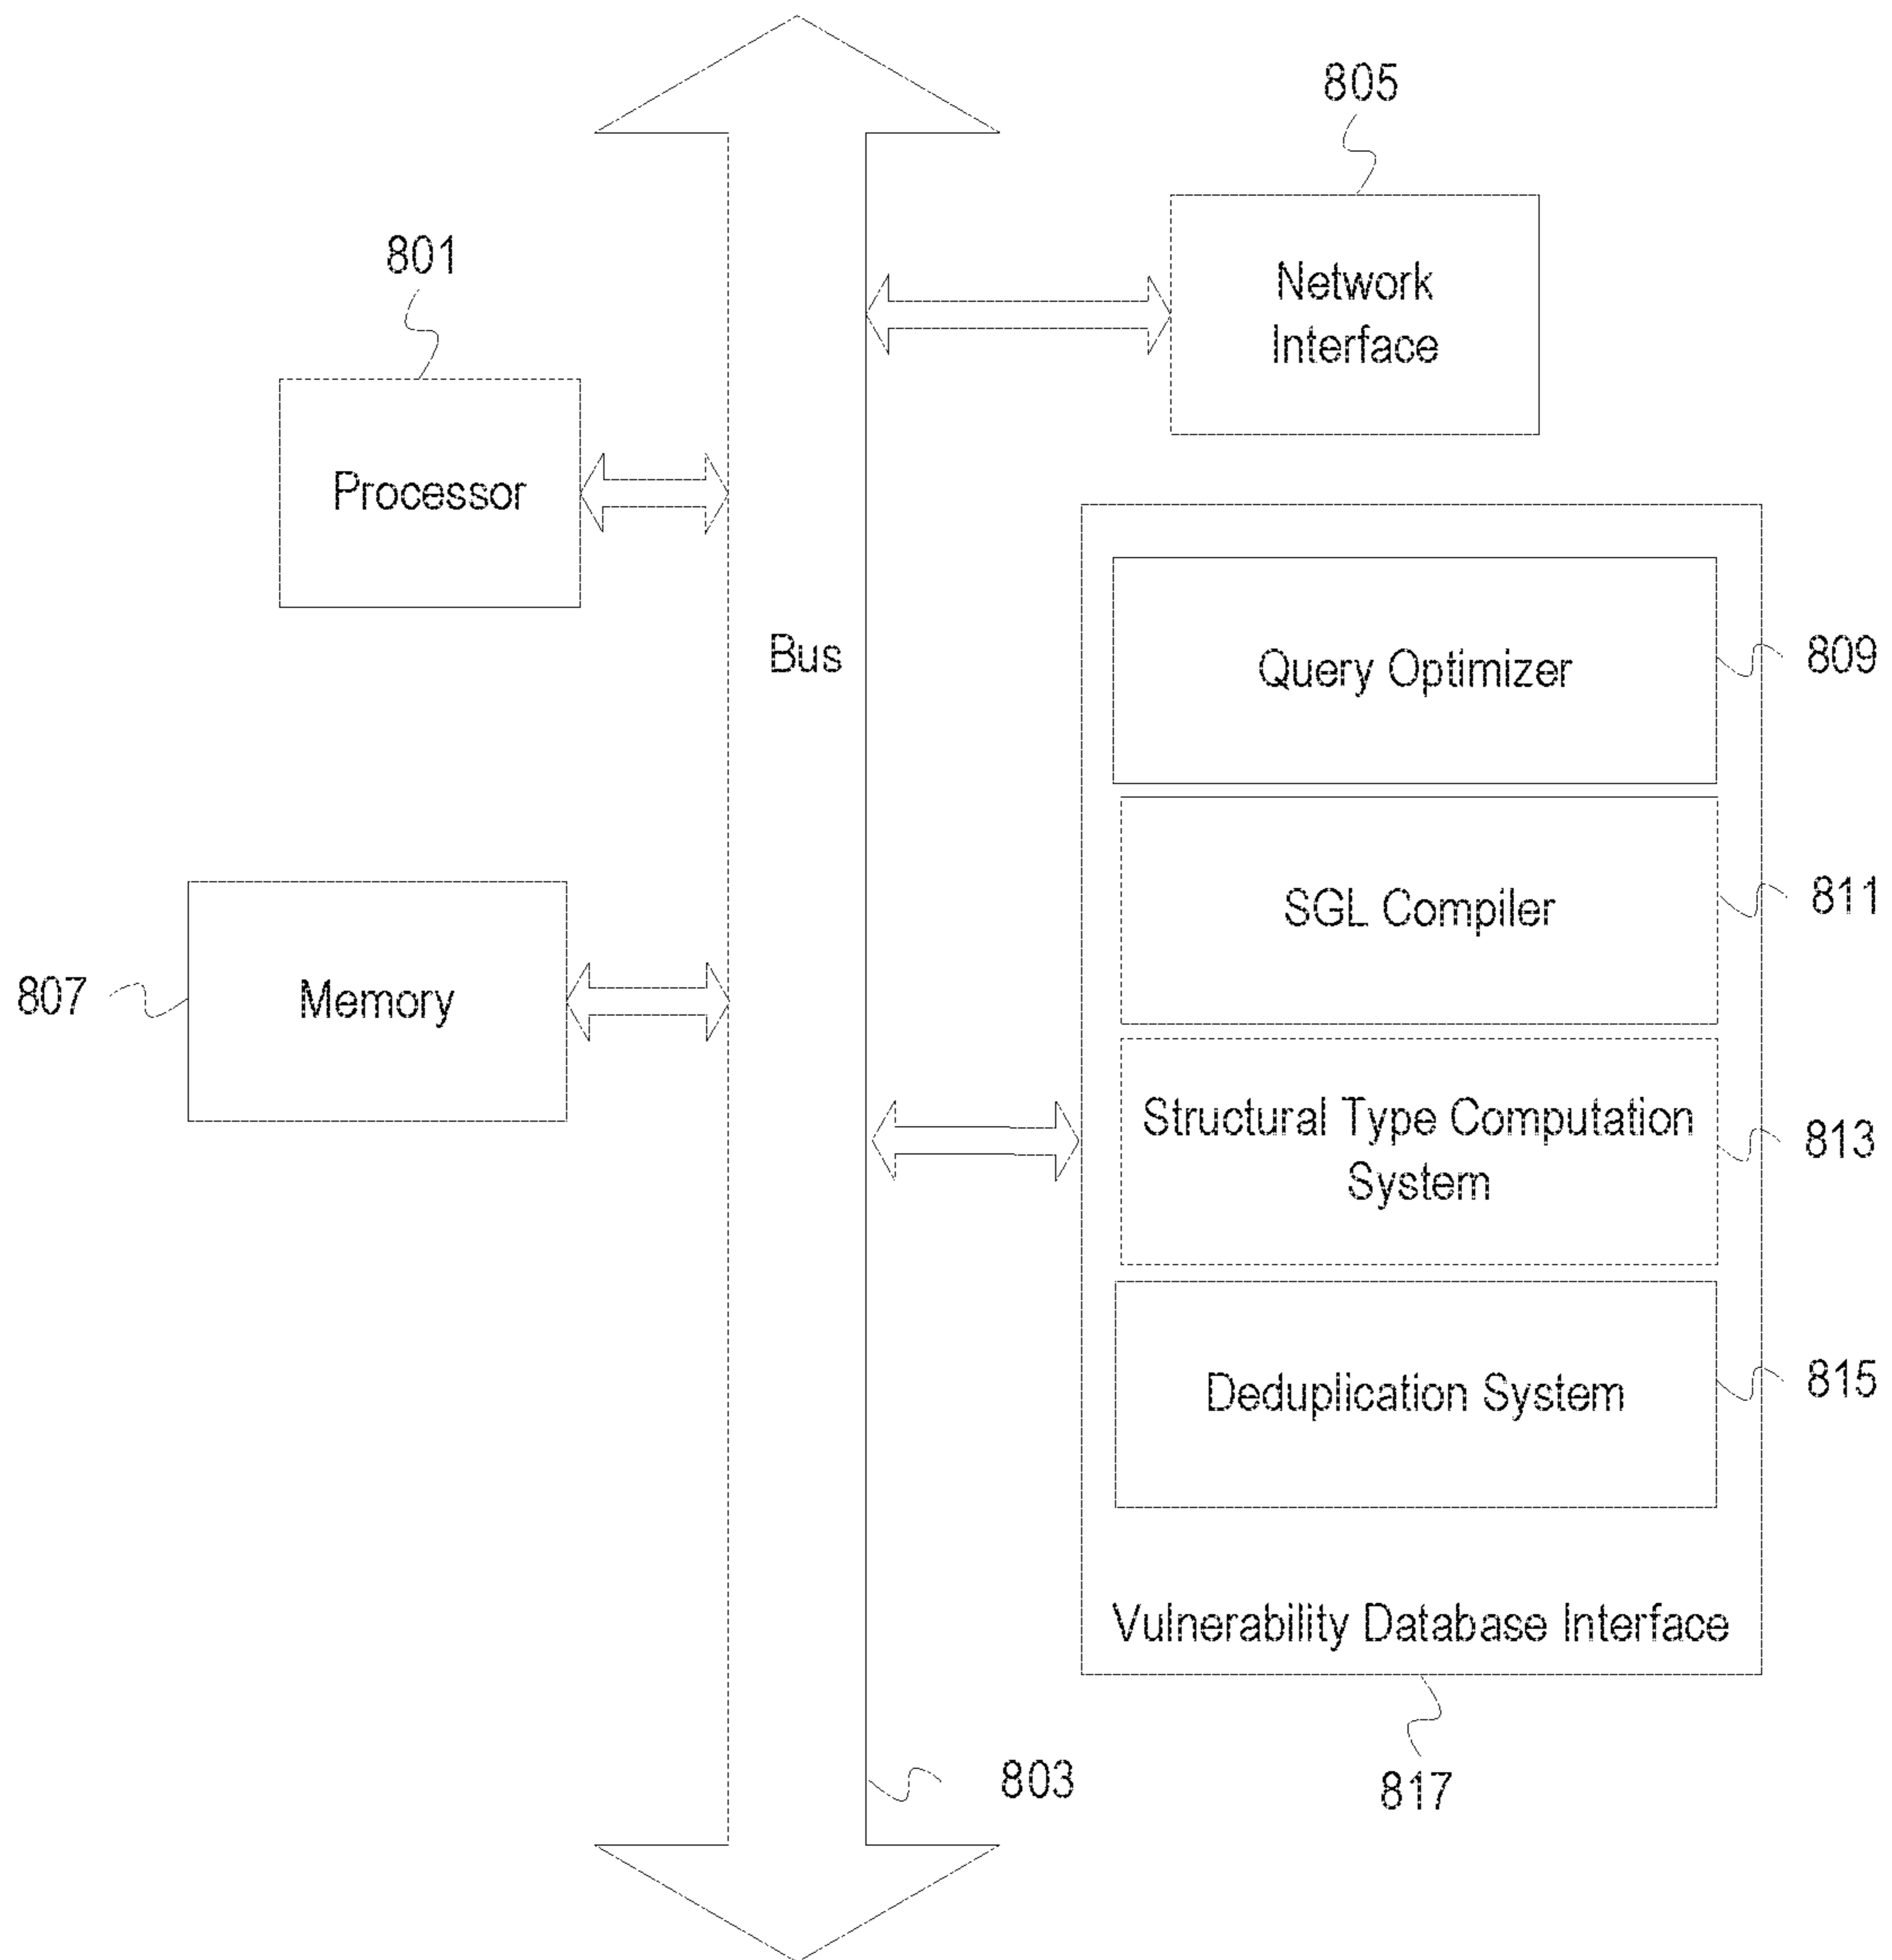 805
801
Network
Interface
Processor
Bus
Query Optimizer
809
SGL Compiler
811
807
Memory
Structural Type Computation
System
813
Deduplication System
815
Vulnerability Database Interface
803
817